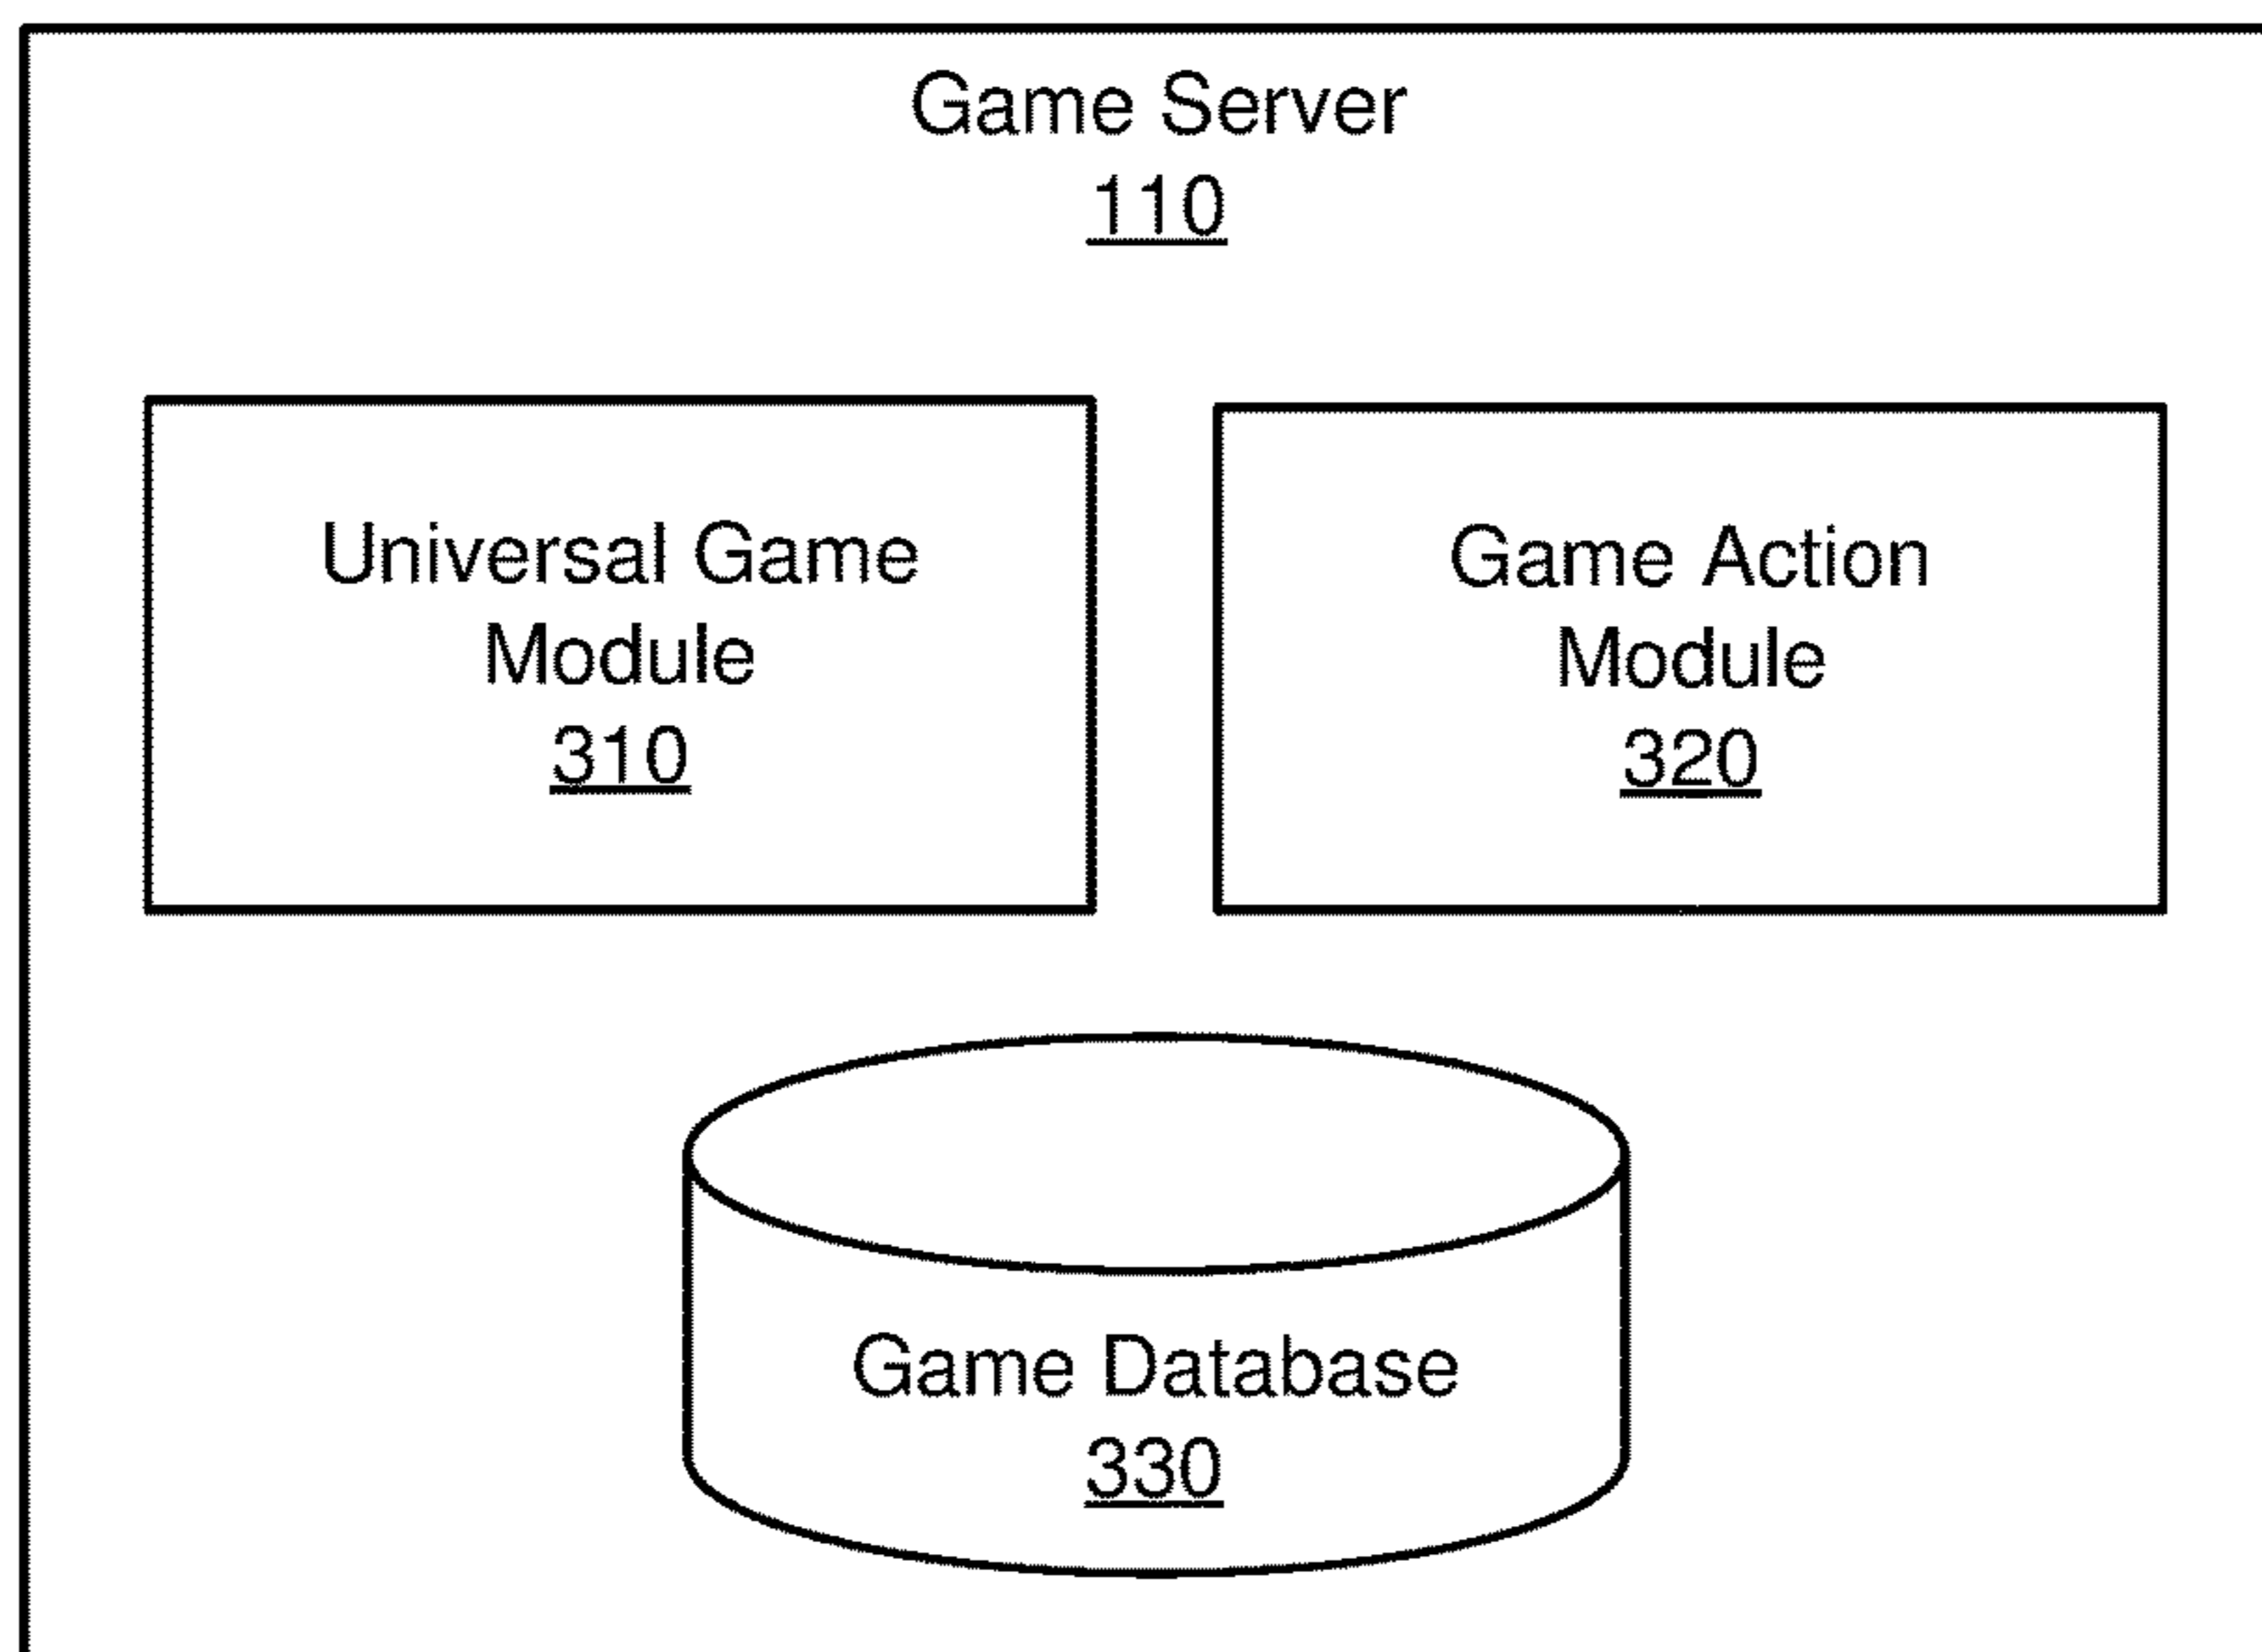 Game Server
110
Universal Game
Module
310
Game Action
Module
320
Game Database
330